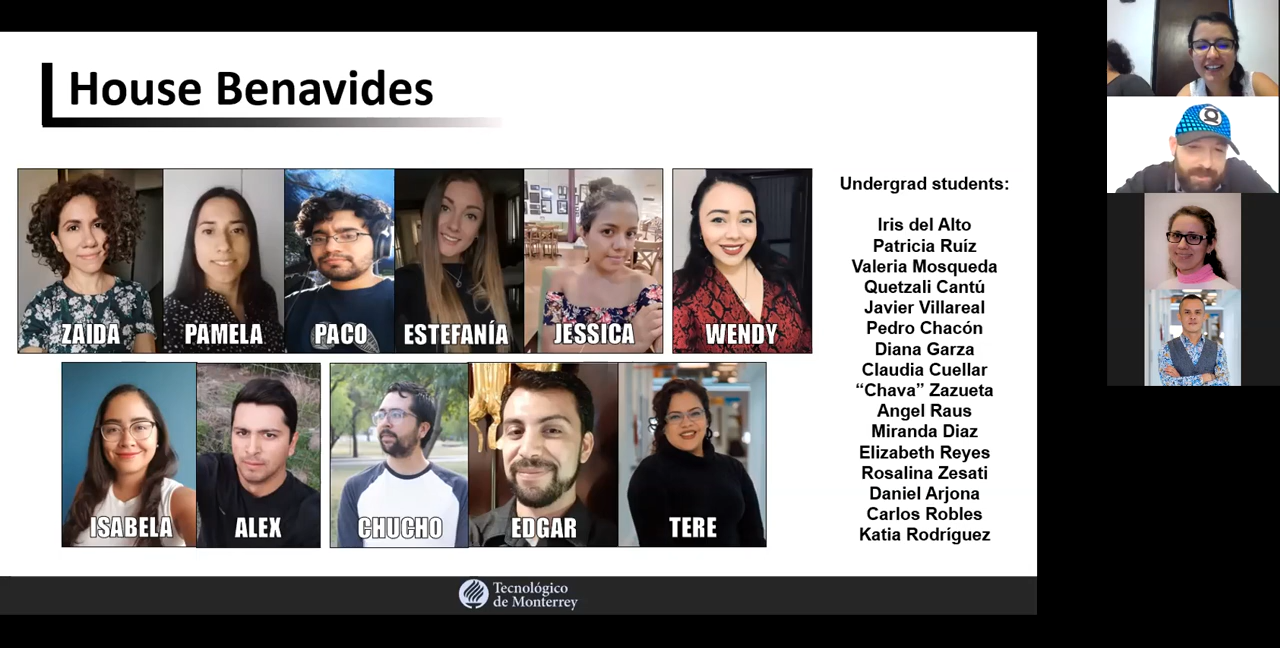 House Benavides
ZAIDA
PAMELA
PACO
ESTEFANÍA
JESSICA
WENDY
ISABELA
ALEX
CHUCHO
EDGAR
TERE
Undergrad students:
Iris del Alto
Patricia Ruíz
Valeria Mosqueda
Quetzali Cantú
Javier Villareal
Pedro Chacón
Diana Garza
Claudia Cuellar
“Chava” Zazueta
Angel Raus
Miranda Diaz
Elizabeth Reyes
Rosalina Zesati
Daniel Arjona
Carlos Robles
Katia Rodríguez
Tecnológico
de Monterrey